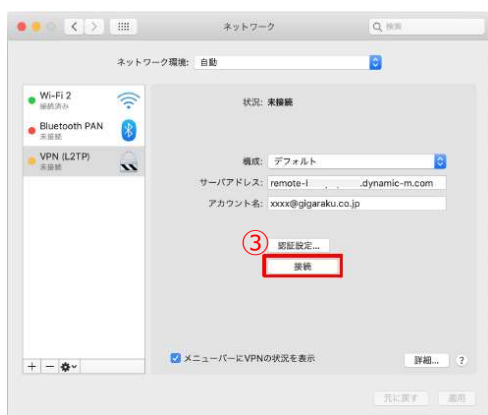 ネットワーク
検索
ネットワーク環境: 自動
Wi-Fi 2
接続済み
Bluetooth PAN
未接続
VPN (L2TP)
未接続
状況: 未接続
構成: デフォルト
サーバアドレス: remote- .dynamic-m.com
アカウント名: xxxx@gigaraku.co.jp
③
認証設定...
接続
メニューバーにVPNの状況を表示
詳細... ?
元に戻す 適用